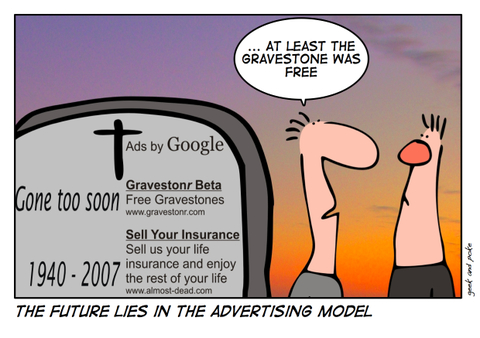 ... AT LEAST THE
GRAVESTONE WAS
FREE
Ads by Google
Gone too soon
Gravestonr Beta
Free Gravestones
www.gravestonr.com
Sell Your Insurance
Sell us your life
insurance and enjoy
the rest of your life
www.almost-dead.com
1940 - 2007
geek and poke
THE FUTURE LIES IN THE ADVERTISING MODEL